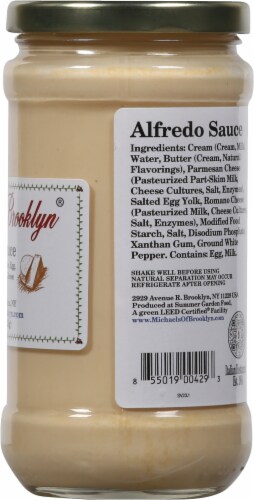 Brooklyn®
Alfredo Sauce
Ingredients: Cream (Cream, M
Water, Butter (Cream, Natural
Flavorings), Parmesan Cheese
(Pasteurized Part-Skim Milk,
Cheese Cultures, Salt, Enzymes)
Salted Egg Yolk, Romano Cheese
(Pasteurized Milk, Cheese Cultures
Salt, Enzymes), Modified Food
Starch, Salt, Disodium Phosphate
Xanthan Gum, Ground White
Pepper. Contains: Egg, Milk.
SHAKE WELL BEFORE USING
NATURAL SEPARATION MAY OCCUR
REFRIGERATE AFTER OPENING
2929 Avenue R. Brooklyn, NY 11229 USA
Produced at Summer Garden Food.
A green LEED Certified® Facility
www.MichaelsOfBrooklyn.com
8 55019 00429 3